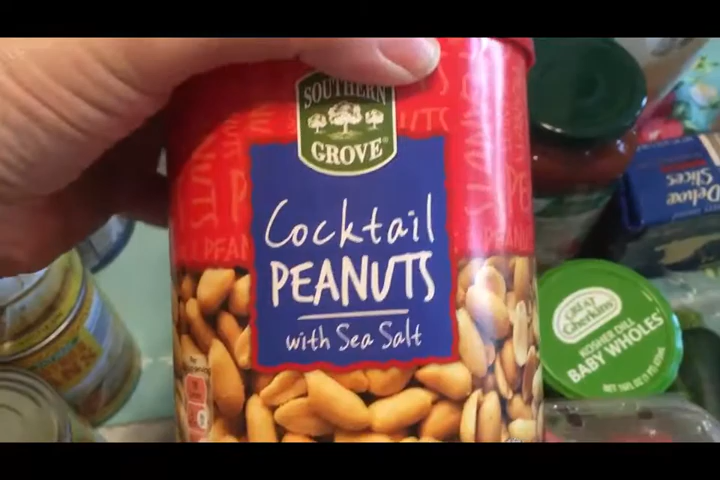 SOUTHERN
GROVE
Cocktail
PEANUTS
with Sea Salt
Deluxe
Slices
GREAT
Gherkins
KOSHER DILL
BABY WHOLES